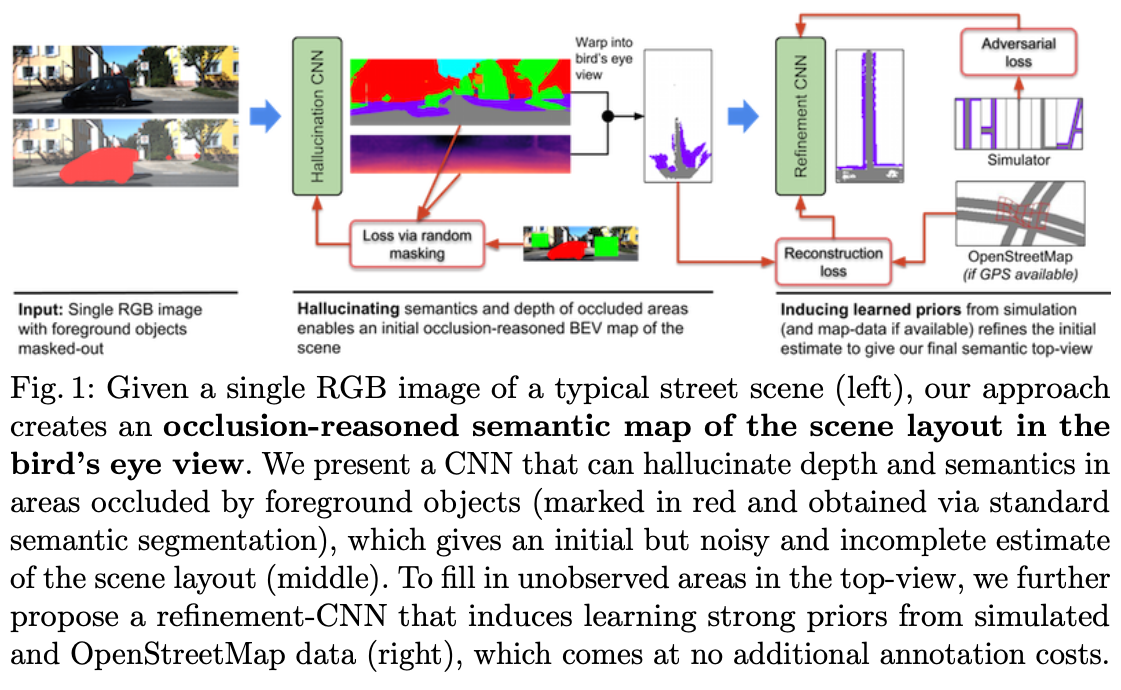 Hallucination CNN
Warp into
bird's eye
view
Loss via random
masking
Refinement CNN
Adversarial
loss
Simulator
Reconstruction
loss
OpenStreetMap
(if GPS available)
Input: Single RGB image
with foreground objects
masked-out
Hallucinating semantics and depth of occluded areas
enables an initial occlusion-reasoned BEV map of the
scene
Inducing learned priors from simulation
(and map-data if available) refines the initial
estimate to give our final semantic top-view
Fig. 1: Given a single RGB image of a typical street scene (left), our approach
creates an occlusion-reasoned semantic map of the scene layout in the
bird's eye view. We present a CNN that can hallucinate depth and semantics in
areas occluded by foreground objects (marked in red and obtained via standard
semantic segmentation), which gives an initial but noisy and incomplete estimate
of the scene layout (middle). To fill in unobserved areas in the top-view, we further
propose a refinement-CNN that induces learning strong priors from simulated
and OpenStreetMap data (right), which comes at no additional annotation costs.